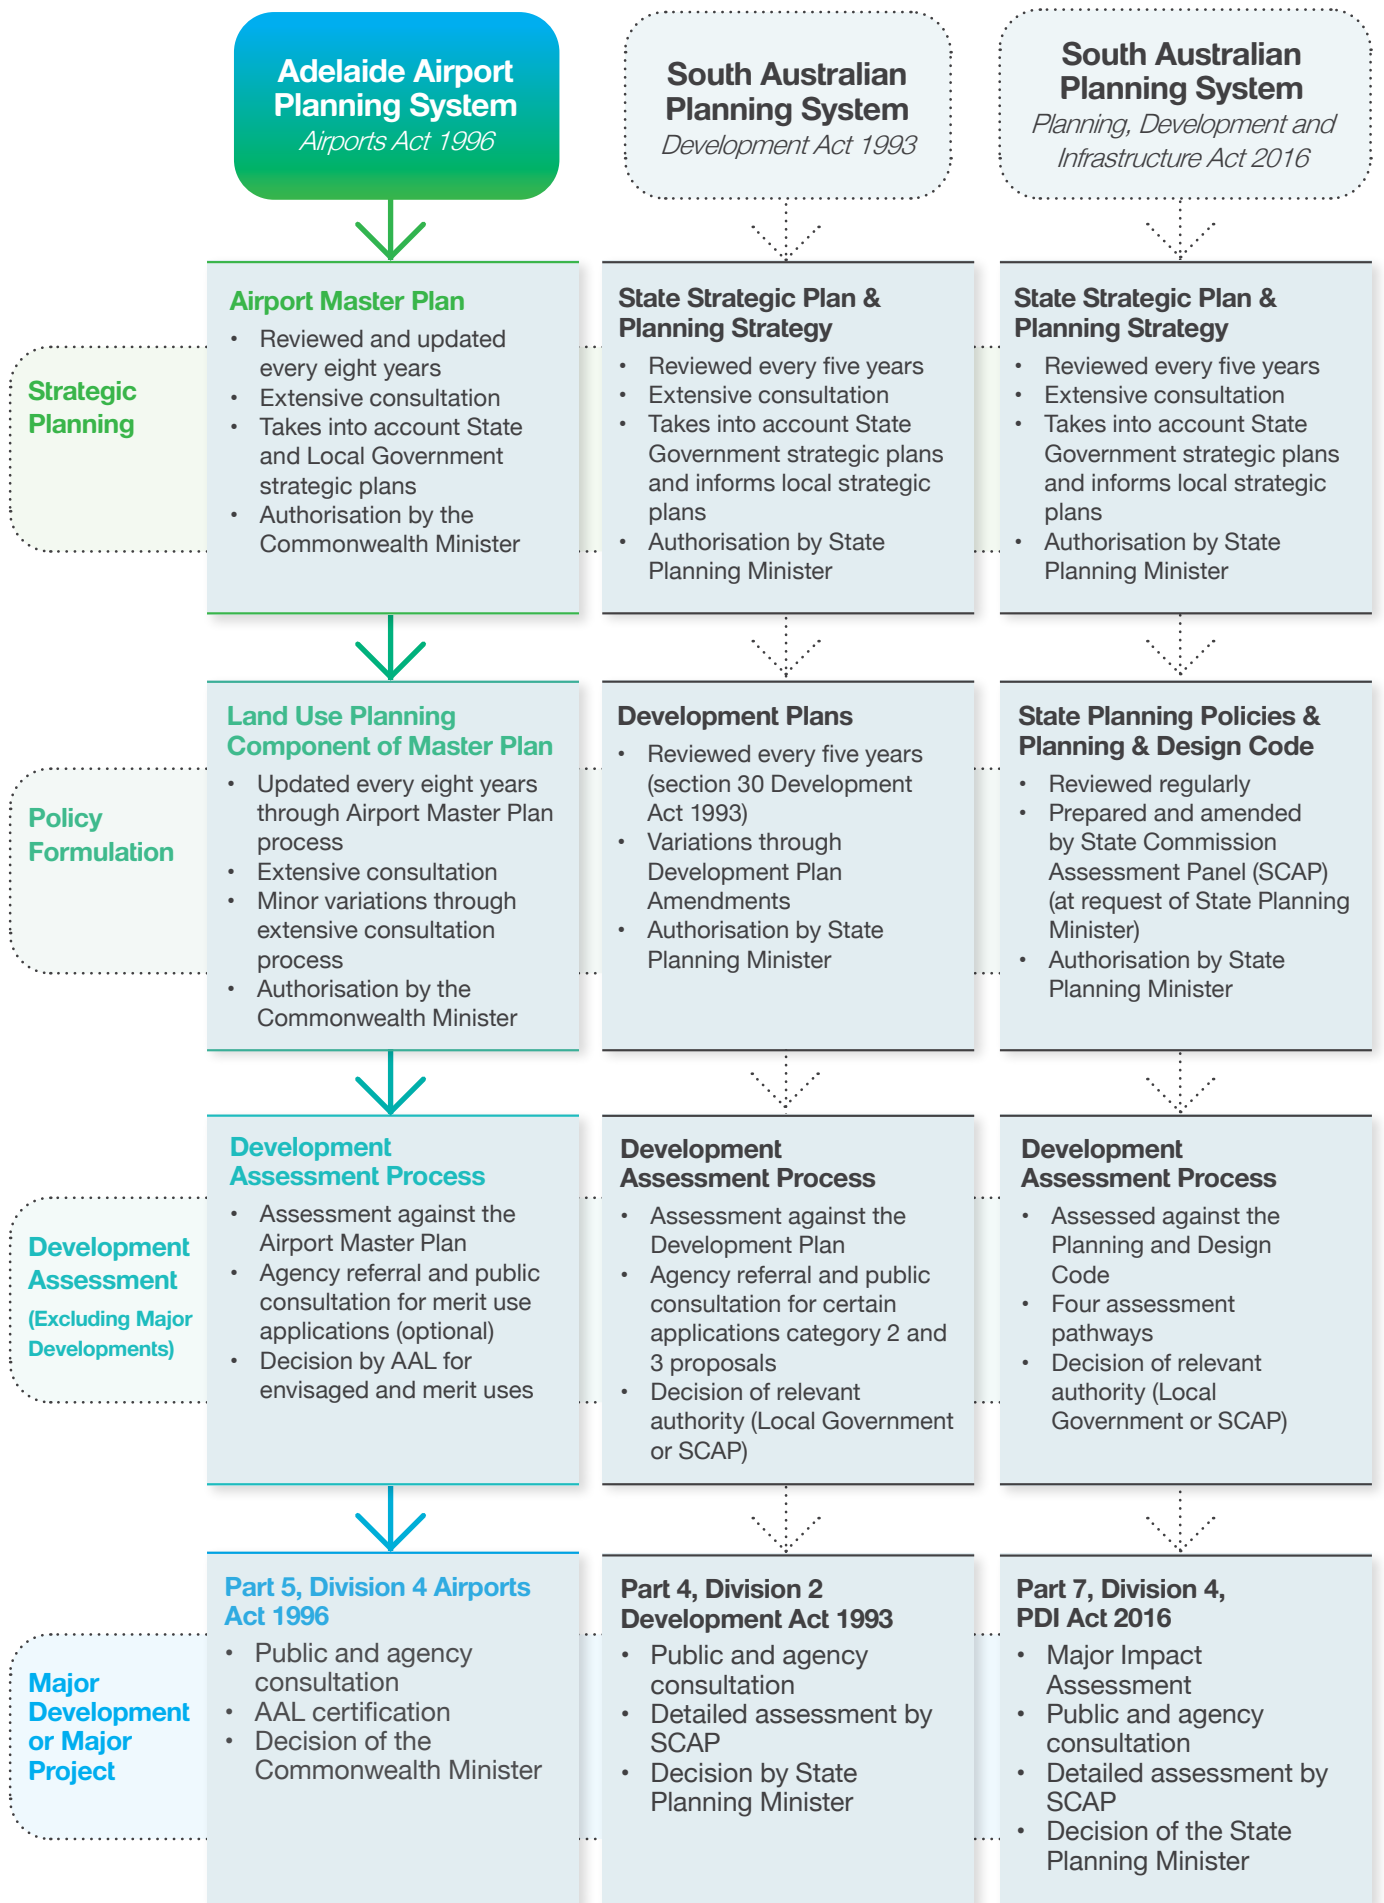 Adelaide Airport
Planning System
Airports Act 1996
South Australian
Planning System
Development Act 1993
South Australian
Planning System
Planning, Development and
Infrastructure Act 2016
Strategic
Planning
Airport Master Plan
• Reviewed and updated
every eight years
• Extensive consultation
• Takes into account State
and Local Government
strategic plans
• Authorisation by the
Commonwealth Minister
State Strategic Plan &
Planning Strategy
• Reviewed every five years
• Extensive consultation
• Takes into account State
Government strategic plans
and informs local strategic
plans
• Authorisation by State
Planning Minister
State Strategic Plan &
Planning Strategy
• Reviewed every five years
• Extensive consultation
• Takes into account State
Government strategic plans
and informs local strategic
plans
• Authorisation by State
Planning Minister
Policy
Formulation
Land Use Planning
Component of Master Plan
• Updated every eight years
through Airport Master Plan
process
• Extensive consultation
• Minor variations through
extensive consultation
process
• Authorisation by the
Commonwealth Minister
Development Plans
• Reviewed every five years
(section 30 Development
Act 1993)
• Variations through
Development Plan
Amendments
• Authorisation by State
Planning Minister
State Planning Policies &
Planning & Design Code
• Reviewed regularly
• Prepared and amended
by State Commission
Assessment Panel (SCAP)
(at request of State Planning
Minister)
• Authorisation by State
Planning Minister
Development
Assessment
(Excluding Major
Developments)
Development
Assessment Process
• Assessment against the
Airport Master Plan
• Agency referral and public
consultation for merit use
applications (optional)
• Decision by AAL for
envisaged and merit uses
Development
Assessment Process
• Assessment against the
Development Plan
• Agency referral and public
consultation for certain
applications category 2 and
3 proposals
• Decision of relevant
authority (Local Government
or SCAP)
Development
Assessment Process
• Assessed against the
Planning and Design
Code
• Four assessment
pathways
• Decision of relevant
authority (Local
Government or SCAP)
Major
Development
or Major
Project
Part 5, Division 4 Airports
Act 1996
• Public and agency
consultation
• AAL certification
• Decision of the
Commonwealth Minister
Part 4, Division 2
Development Act 1993
• Public and agency
consultation
• Detailed assessment by
SCAP
• Decision by State
Planning Minister
Part 7, Division 4,
PDI Act 2016
• Major Impact
Assessment
• Public and agency
consultation
• Detailed assessment by
SCAP
• Decision of the State
Planning Minister